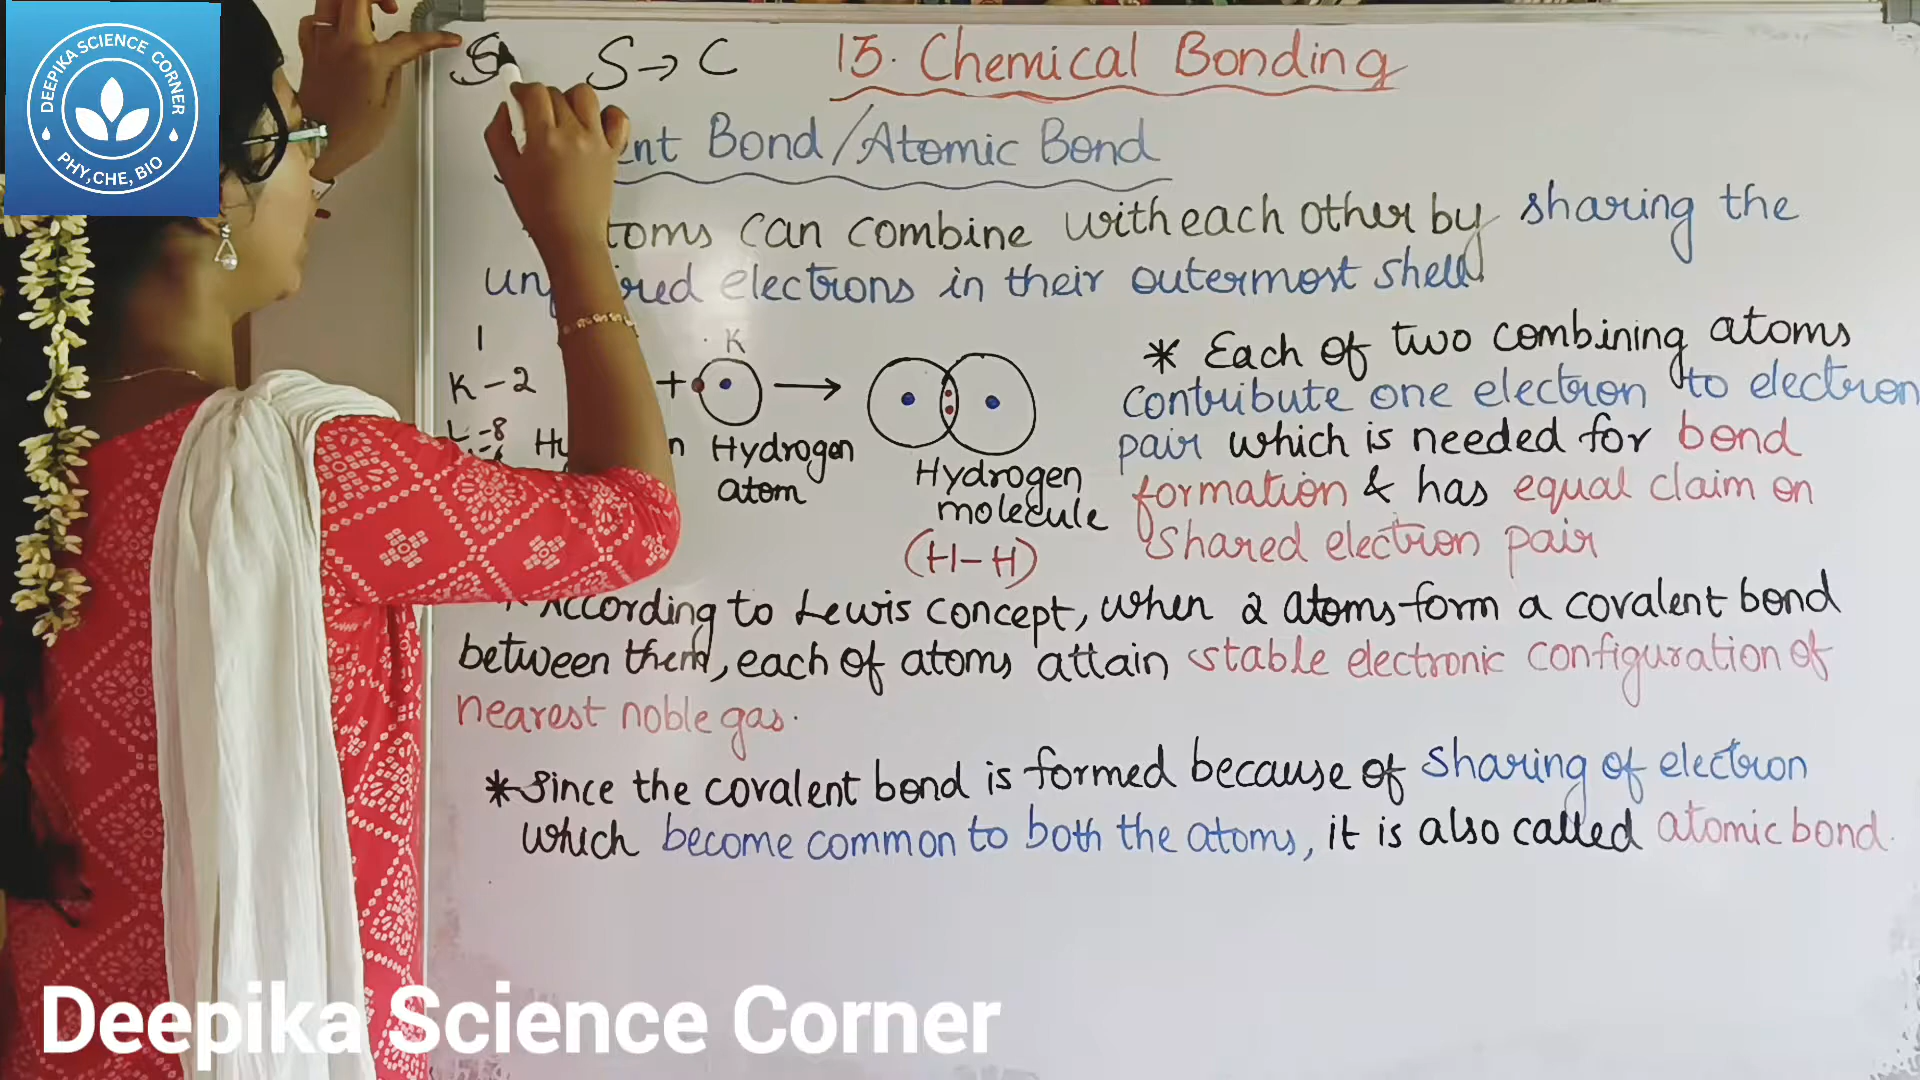 DEEPIKA SCIENCE CORNER
PHY,CHE, BIO
S → C 15. Chemical Bonding
Bond/Atomic Bond
can combine with each other by sharing the
electrons in their outermost shell.
1
K - 2
L - 8
K
+
Hydrogen
atom
Hydrogen
molecule
(H-H)
* Each of two combining atoms
contribute one electron to electron
pair which is needed for bond
formation & has equal claim on
shared electron pair
According to Lewis concept, when 2 atoms form a covalent bond
between them, each of atoms attain stable electronic configuration of
nearest noble gas.
* Since the covalent bond is formed because of sharing of electron
which become common to both the atoms, it is also called atomic bond.
Deepika Science Corner